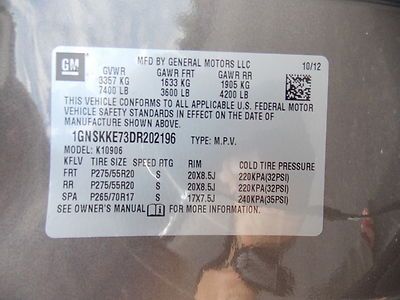 GM
MFD BY GENERAL MOTORS LLC 10/12
GVWR GAWR FRT GAWR RR
3357 KG 1633 KG 1905 KG
7400 LB 3600 LB 4200 LB
THIS VEHICLE CONFORMS TO ALL APPLICABLE U.S. FEDERAL MOTOR
VEHICLE SAFETY AND THEFT PREVENTION STANDARDS IN EFFECT ON THE DATE OF
MANUFACTURE SHOWN ABOVE.
1GNSKKE73DR202196 TYPE: M.P.V.
MODEL: K10906
KFLV TIRE SIZE SPEED RTG RIM COLD TIRE PRESSURE
FRT P275/55R20 S 20X8.5J 220KPA(32PSI)
RR P275/55R20 S 20X8.5J 220KPA(32PSI)
SPA P265/70R17 S 17X7.5J 240KPA(35PSI)
SEE OWNER'S MANUAL FOR MORE INFORMATION.